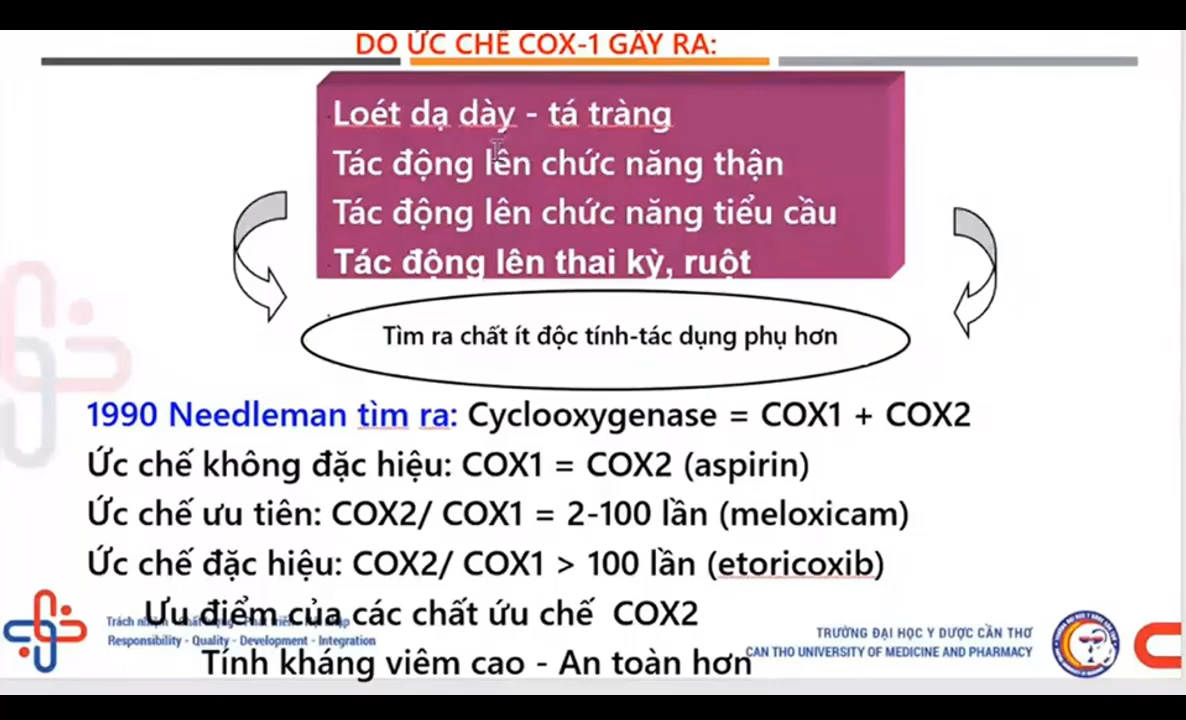 DO ỨC CHẾ COX-1 GÂY RA:
Loét dạ dày - tá tràng
Tác động lên chức năng thận
Tác động lên chức năng tiểu cầu
Tác động lên thai kỳ, ruột
Tìm ra chất ít độc tính-tác dụng phụ hơn
1990 Needleman tìm ra: Cyclooxygenase = COX1 + COX2
Ức chế không đặc hiệu: COX1 = COX2 (aspirin)
Ức chế ưu tiên: COX2/ COX1 = 2-100 lần (meloxicam)
Ức chế đặc hiệu: COX2/ COX1 > 100 lần (etoricoxib)
Ưu điểm của các chất ứu chế COX2
Trách
Responsibility - Quality - Development - Integration
Tính kháng viêm cao - An toàn hơn
TRƯỜNG ĐẠI HỌC Y DƯỢC CẦN THƠ
CAN THO UNIVERSITY OF MEDICINE AND PHARMACY